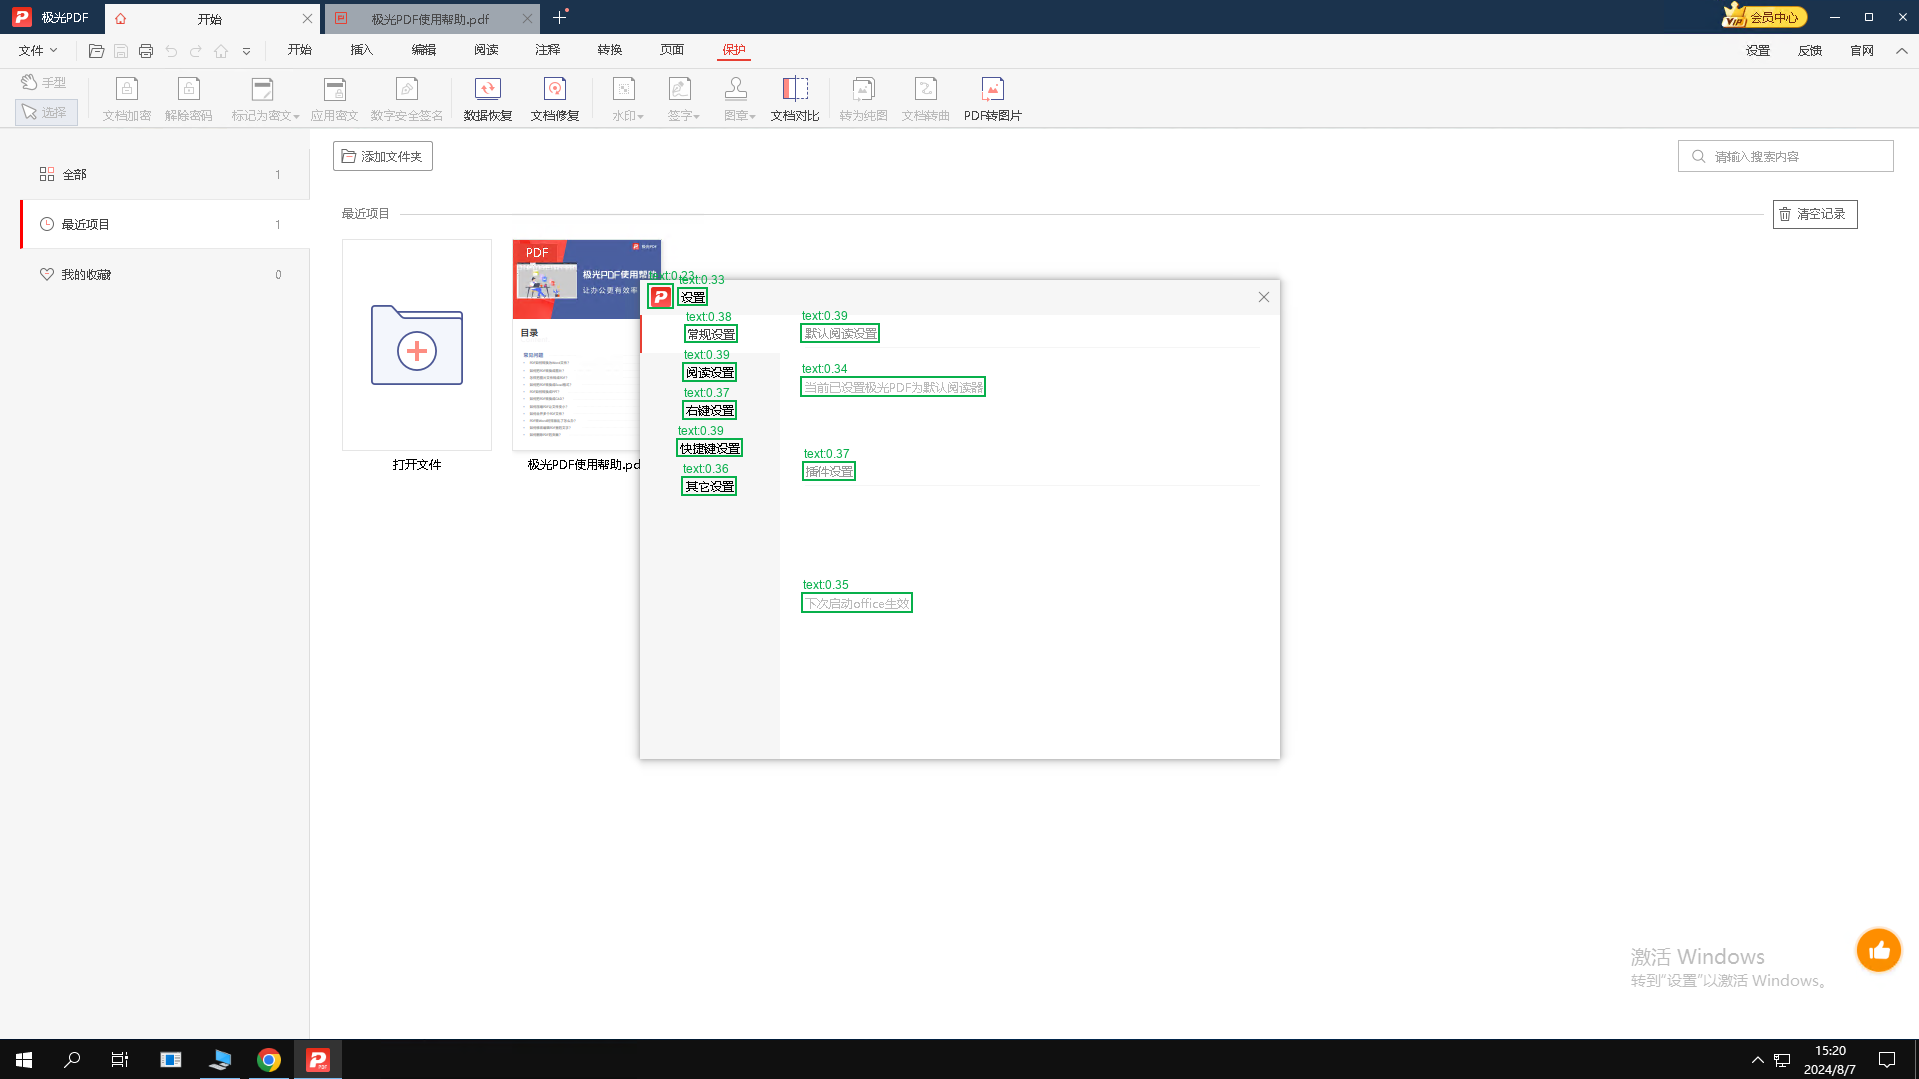 极光PDF
开始
极光PDF使用帮助.pdf
VIP 会员中心
文件
开始
插入
编辑
阅读
注释
转换
页面
保护
设置
反馈
官网
手型
选择
文档加密
解除密码
标记为密文
应用密文
数字安全签名
数据恢复
文档修复
水印
签字
图章
文档对比
转为纯图
文档转曲
PDF转图片
全部 1
最近项目 1
我的收藏 0
添加文件夹
请输入搜索内容
最近项目
清空记录
打开文件
PDF
极光PDF使用帮助
让办公更有效率
目录
常见问题
极光PDF使用帮助.pd
text:0.23
text:0.33
设置
text:0.38
常规设置
text:0.39
阅读设置
text:0.37
右键设置
text:0.39
快捷键设置
text:0.36
其它设置
text:0.39
默认阅读设置
text:0.34
当前已设置极光PDF为默认阅读器
text:0.37
插件设置
text:0.35
下次启动office生效
激活 Windows
转到“设置”以激活 Windows。
15:20
2024/8/7